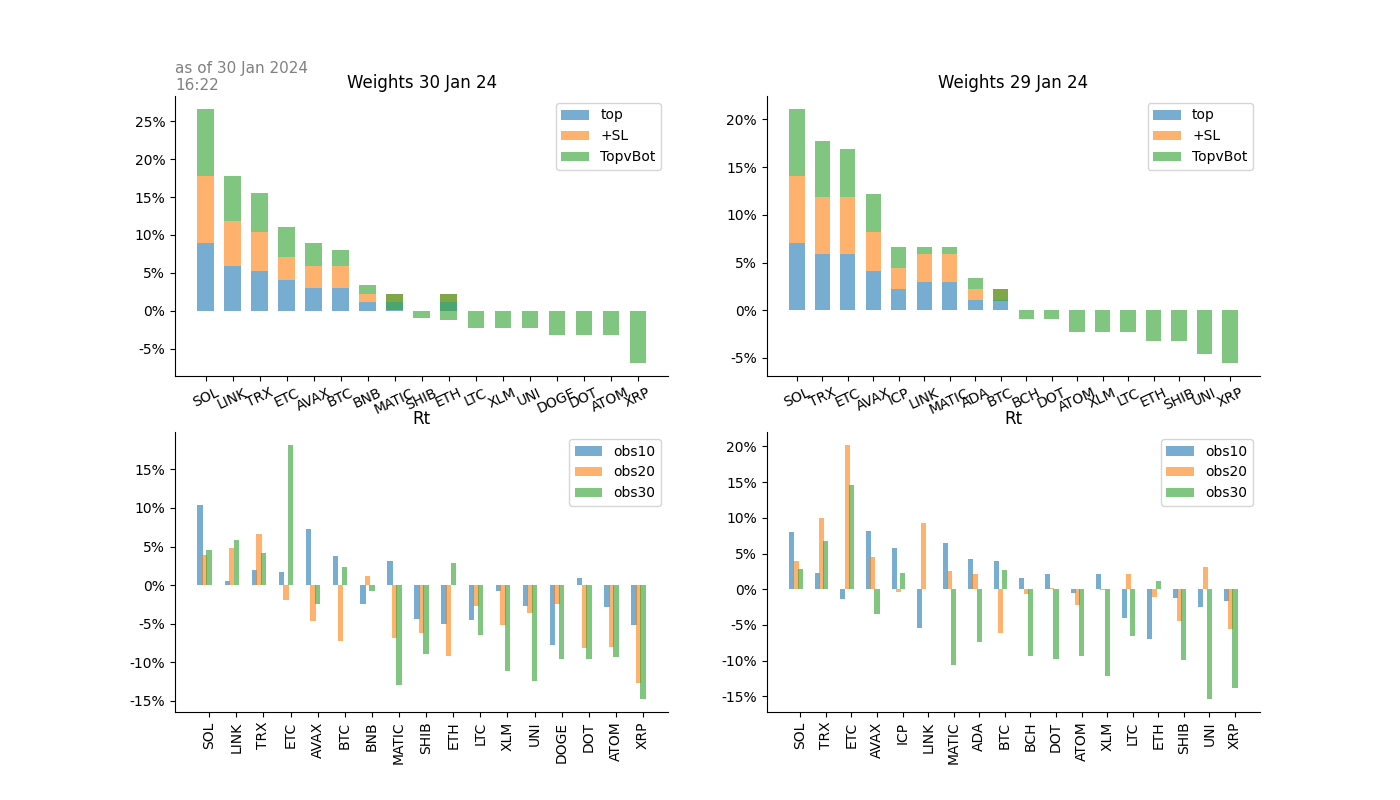 as of 30 Jan 2024
16:22
Weights 30 Jan 24
25%
20%
15%
10%
5%
0%
-5%
top
+SL
TopvBot
SOL LINK TRX ETC AVAX BTC BNB MATIC SHIB ETH LTC XLM UNI DOGE DOT ATOM XRP
Weights 29 Jan 24
20%
15%
10%
5%
0%
-5%
top
+SL
TopvBot
SOL TRX ETC AVAX ICP LINK MATIC ADA BTC BCH DOT ATOM XLM LTC ETH SHIB UNI XRP
Rt
15%
10%
5%
0%
-5%
-10%
-15%
obs10
obs20
obs30
SOL LINK TRX ETC AVAX BTC BNB MATIC SHIB ETH LTC XLM UNI DOGE DOT ATOM XRP
Rt
20%
15%
10%
5%
0%
-5%
-10%
-15%
obs10
obs20
obs30
SOL TRX ETC AVAX ICP LINK MATIC ADA BTC BCH DOT ATOM XLM LTC ETH SHIB UNI XRP